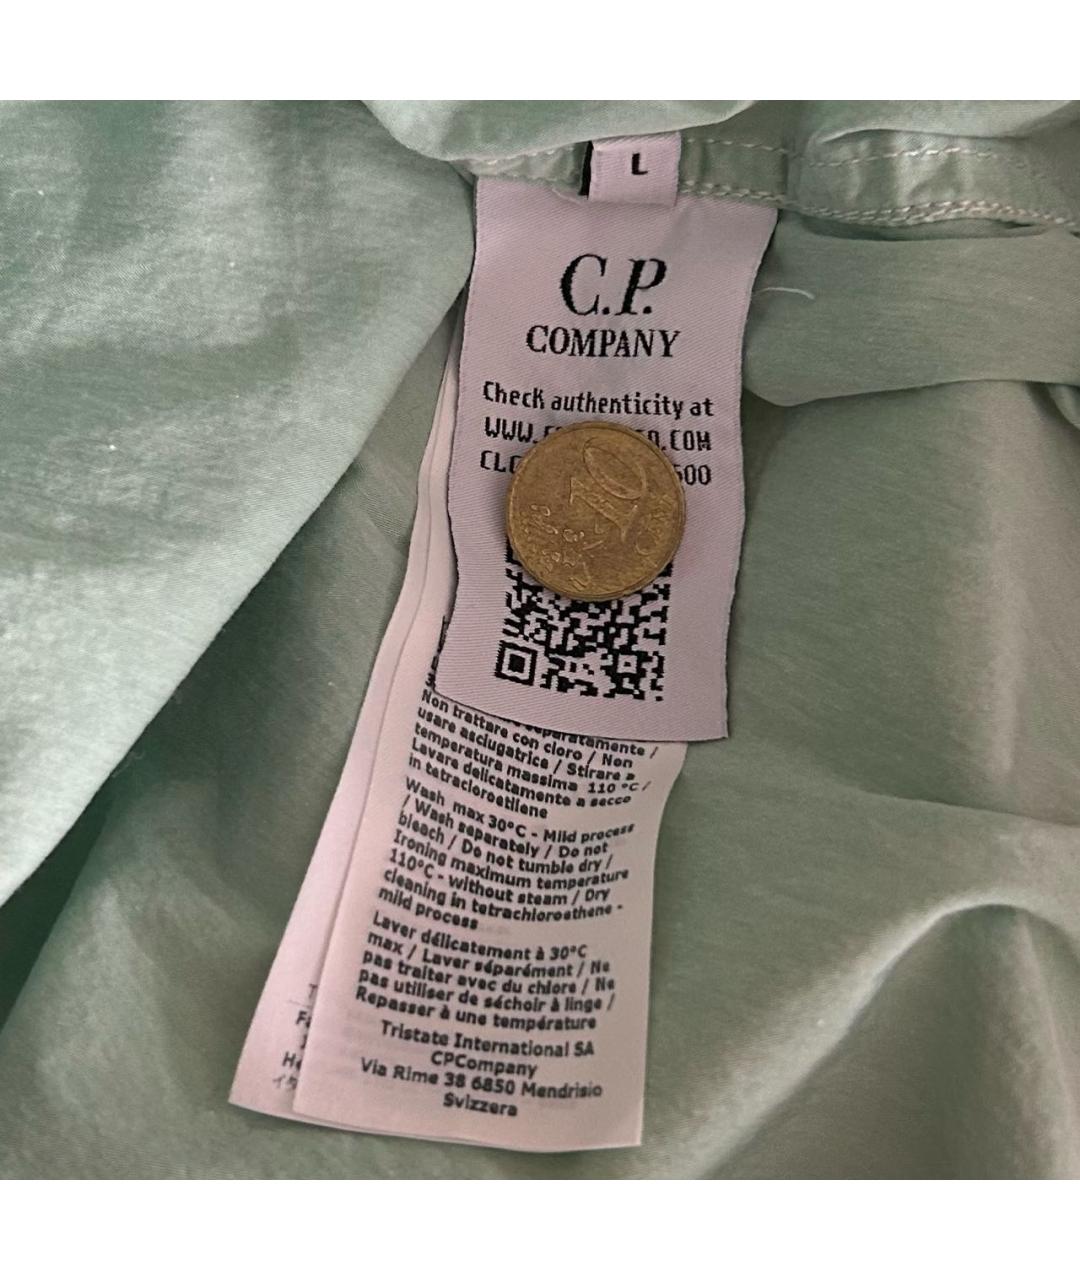 L
C.P.
COMPANY
Check authenticity at
WWW. .COM
CLG 500
10
Non trattare con cloro / Non
usare asciugatrice / Stirare a
temperatura massima 110 °C /
Lavare delicatamente a secco
in tetracloroetilene
Wash max 30°C - Mild process
/ Wash separately / Do not
bleach / Do not tumble dry /
Ironing maximum temperature
110°C - without steam / Dry
cleaning in tetrachloroethene -
mild process
Laver délicatement à 30°C
max / Laver séparément / Ne
pas traiter avec du chlore / Ne
pas utiliser de séchoir à linge /
Repasser à une température
Tristate International SA
CPCompany
Via Rime 38 6850 Mendrisio
Svizzera